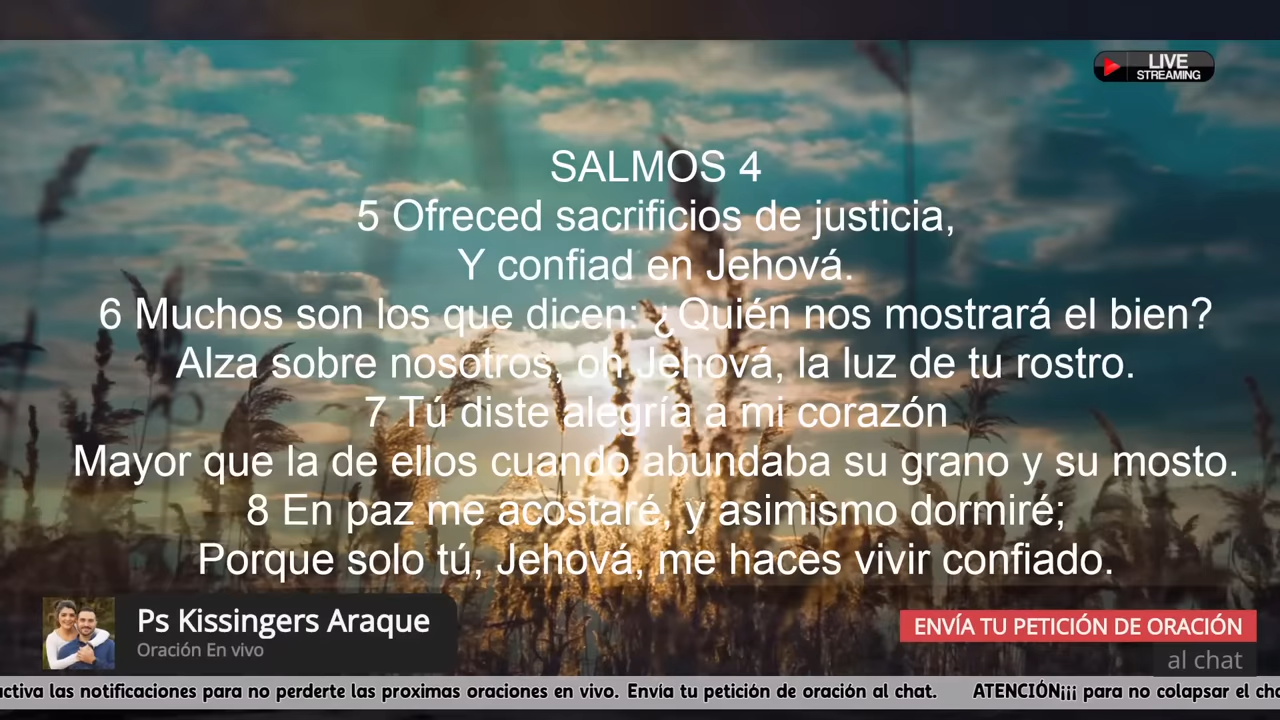 LIVE
STREAMING
SALMOS 4
5 Ofreced sacrificios de justicia,
Y confiad en Jehová.
6 Muchos son los que dicen: ¿Quién nos mostrará el bien?
Alza sobre nosotros, oh Jehová, la luz de tu rostro.
7 Tú diste alegría a mi corazón
Mayor que la de ellos cuando abundaba su grano y su mosto.
8 En paz me acostaré, y asimismo dormiré;
Porque solo tú, Jehová, me haces vivir confiado.
Ps Kissingers Araque
Oración En vivo
ENVÍA TU PETICIÓN DE ORACIÓN
al chat
activa las notificaciones para no perderte las proximas oraciones en vivo. Envía tu petición de oración al chat. ATENCIÓN¡¡¡ para no colapsar el